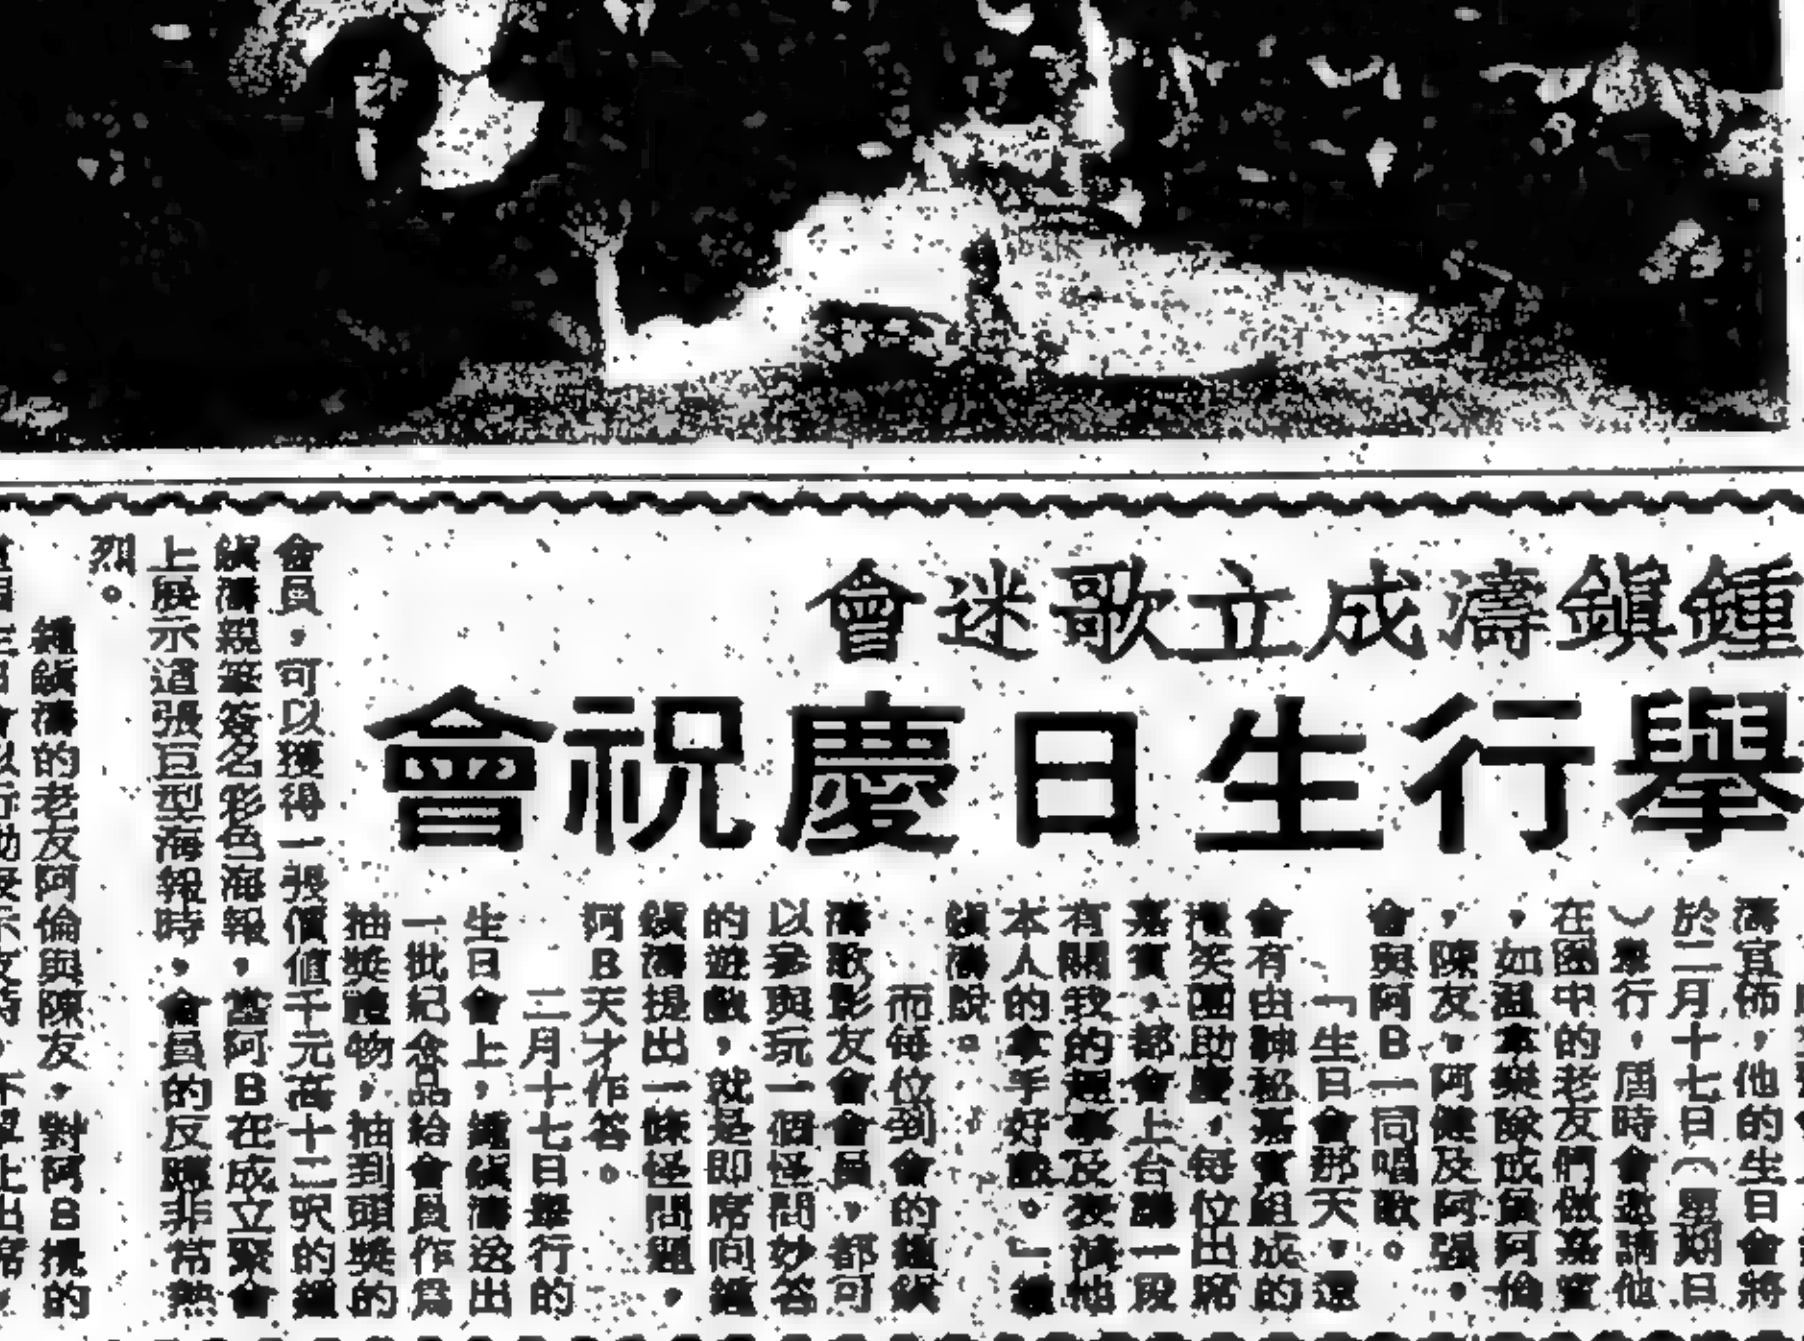 鍾鎮濤成立歌迷會
舉行生日慶祝會
濤宣佈，他的生日會將
於二月十七日（星期日
）舉行，屆時會邀請他
在團中的老友們做嘉賓
，如溫拿樂隊成員阿倫
，陳友，阿健及阿強。
會與阿B一同唱歌。
「生日會那天，還
會有由神秘嘉賓組成的
席，每位出席
嘉賓，都會上台講一段
有關我的趣事及表演他
本人的拿手好戲。」鍾
鎮濤說。
而每位到會的鍾鎮
濤歌影友會會員，都可
以參與玩一個怪問妙答
的遊戲，就是即席向鍾
鎮濤提出一條怪問題，
阿B天才作答。
二月十七日舉行的
生日會上，鍾鎮濤送出
一批紀念品給會員作爲
抽獎禮物，抽到頭獎的
會員，可以獲得一張價值千元高十二呎的鍾
鎮濤親筆簽名彩色海報，當阿B在成立聚會
上展示這張巨型海報時，會員的反應非常熱
烈。
鍾鎮濤的老友阿倫與陳友，對阿B攪的